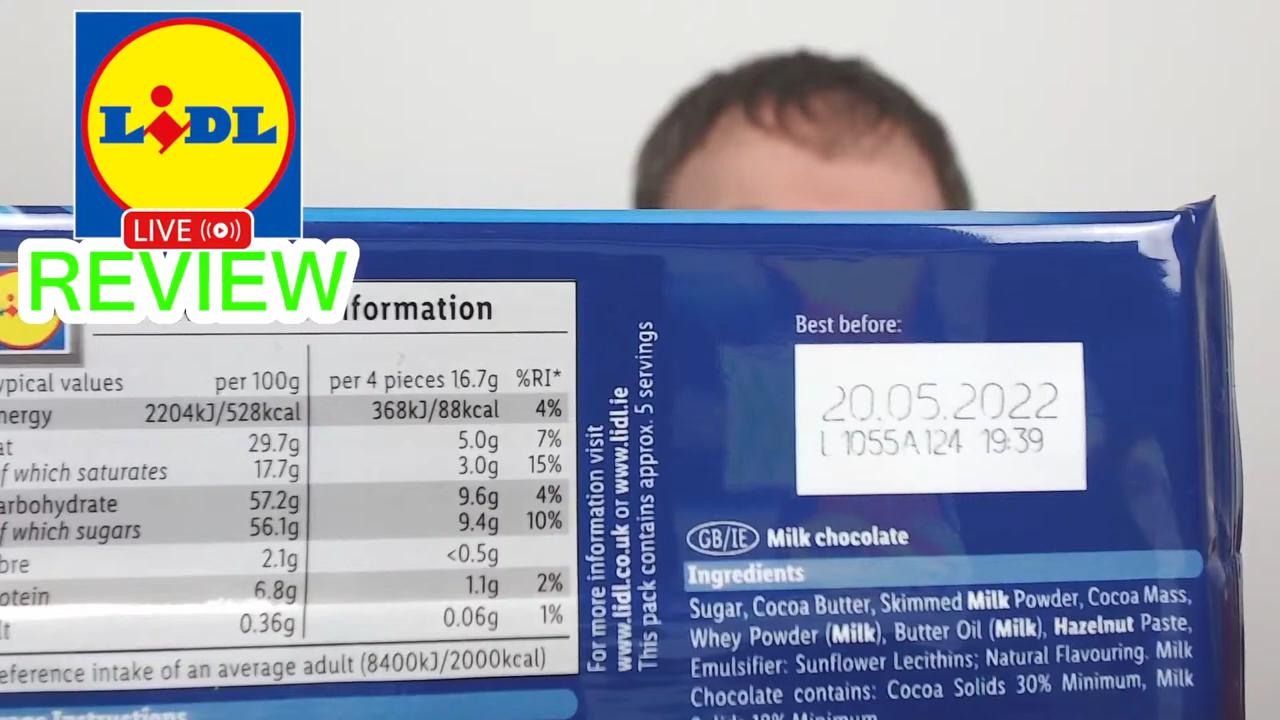 LIDL
LIVE
REVIEW
formation
ypical values per 100g per 4 pieces 16.7g %RI*
nergy 2204kJ/528kcal 368kJ/88kcal 4%
at 29.7g 5.0g 7%
f which saturates 17.7g 3.0g 15%
arbohydrate 57.2g 9.6g 4%
f which sugars 56.1g 9.4g 10%
bre 2.1g <0.5g
otein 6.8g 1.1g 2%
lt 0.36g 0.06g 1%
eference intake of an average adult (8400kJ/2000kcal)
Instructions
For more information visit
www.lidl.co.uk or www.lidl.ie
This pack contains approx. 5 servings
Best before:
20.05.2022
L 1055A124 19:39
GB/IE Milk chocolate
Ingredients
Sugar, Cocoa Butter, Skimmed Milk Powder, Cocoa Mass,
Whey Powder (Milk), Butter Oil (Milk), Hazelnut Paste,
Emulsifier: Sunflower Lecithins; Natural Flavouring. Milk
Chocolate contains: Cocoa Solids 30% Minimum, Milk
Minimum.